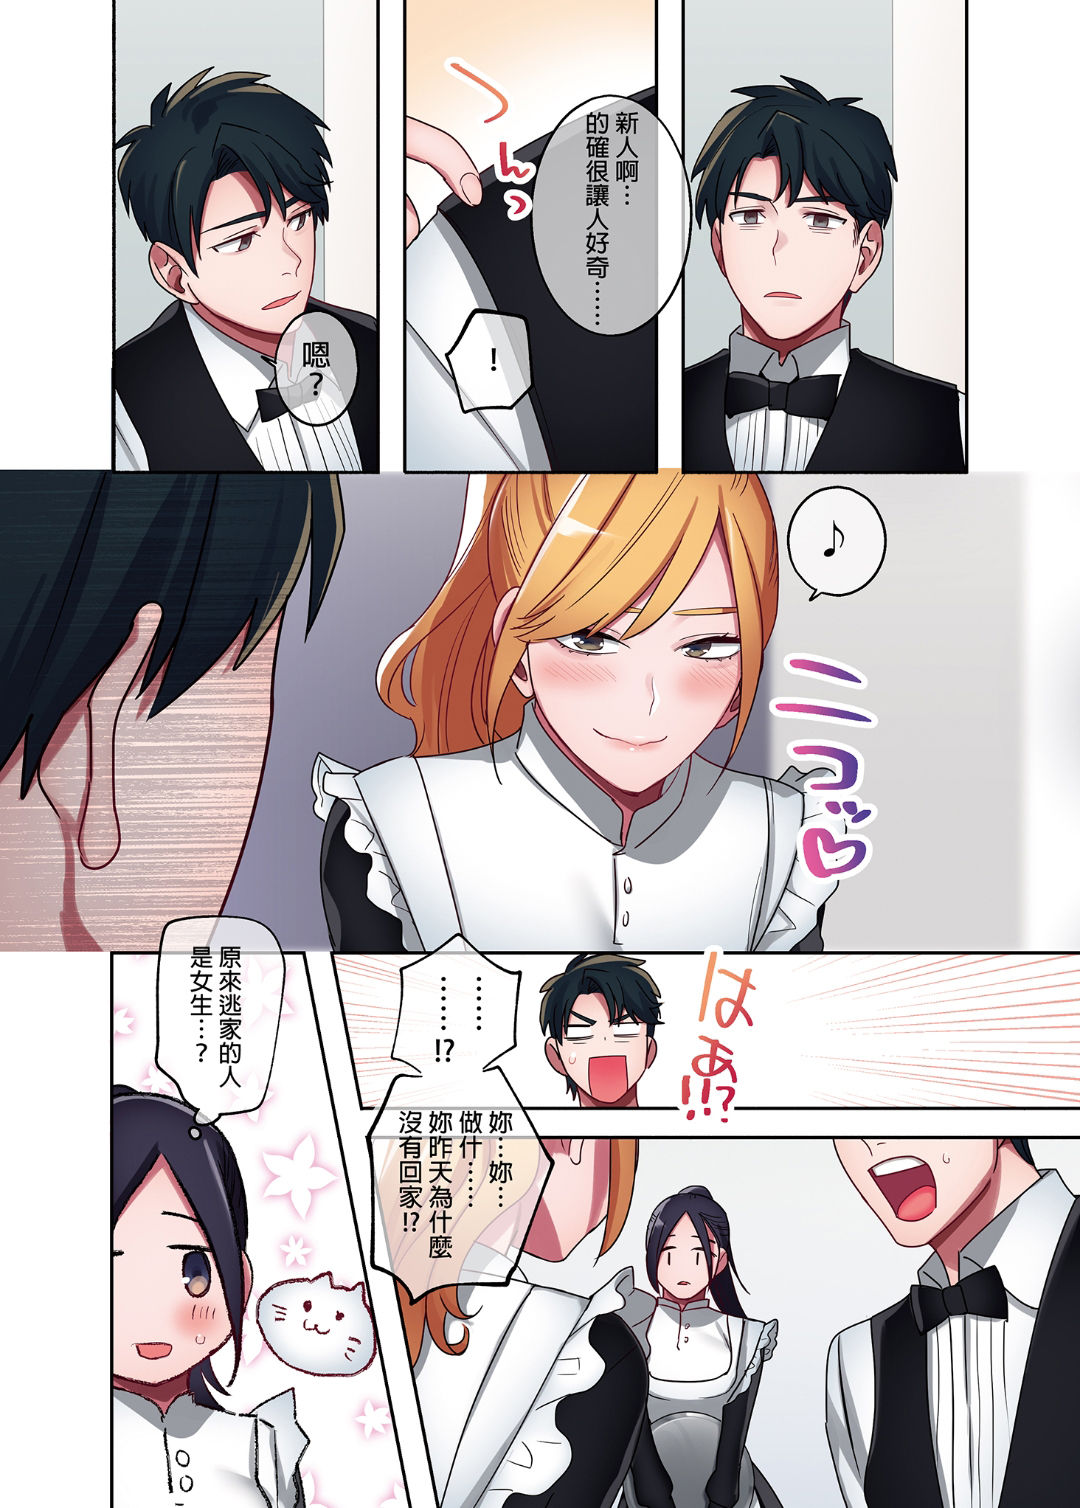 新人啊…
的確很讓人好奇……
つんっ
！
嗯？
♪
ニコッ♡
はあ!?
……
……
!?
妳…妳…
做什……
妳昨天為什麼
沒有回家!?
原來逃家的人
是女生…？